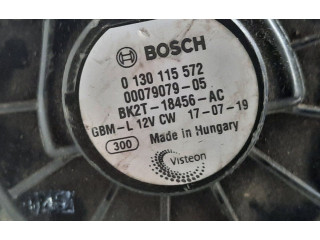 BOSCH
0 130 115 572
00079079-05
BK2T-18456-AC
GBM-L 12V CW 17-07-19
300 Made in Hungary
Visteon